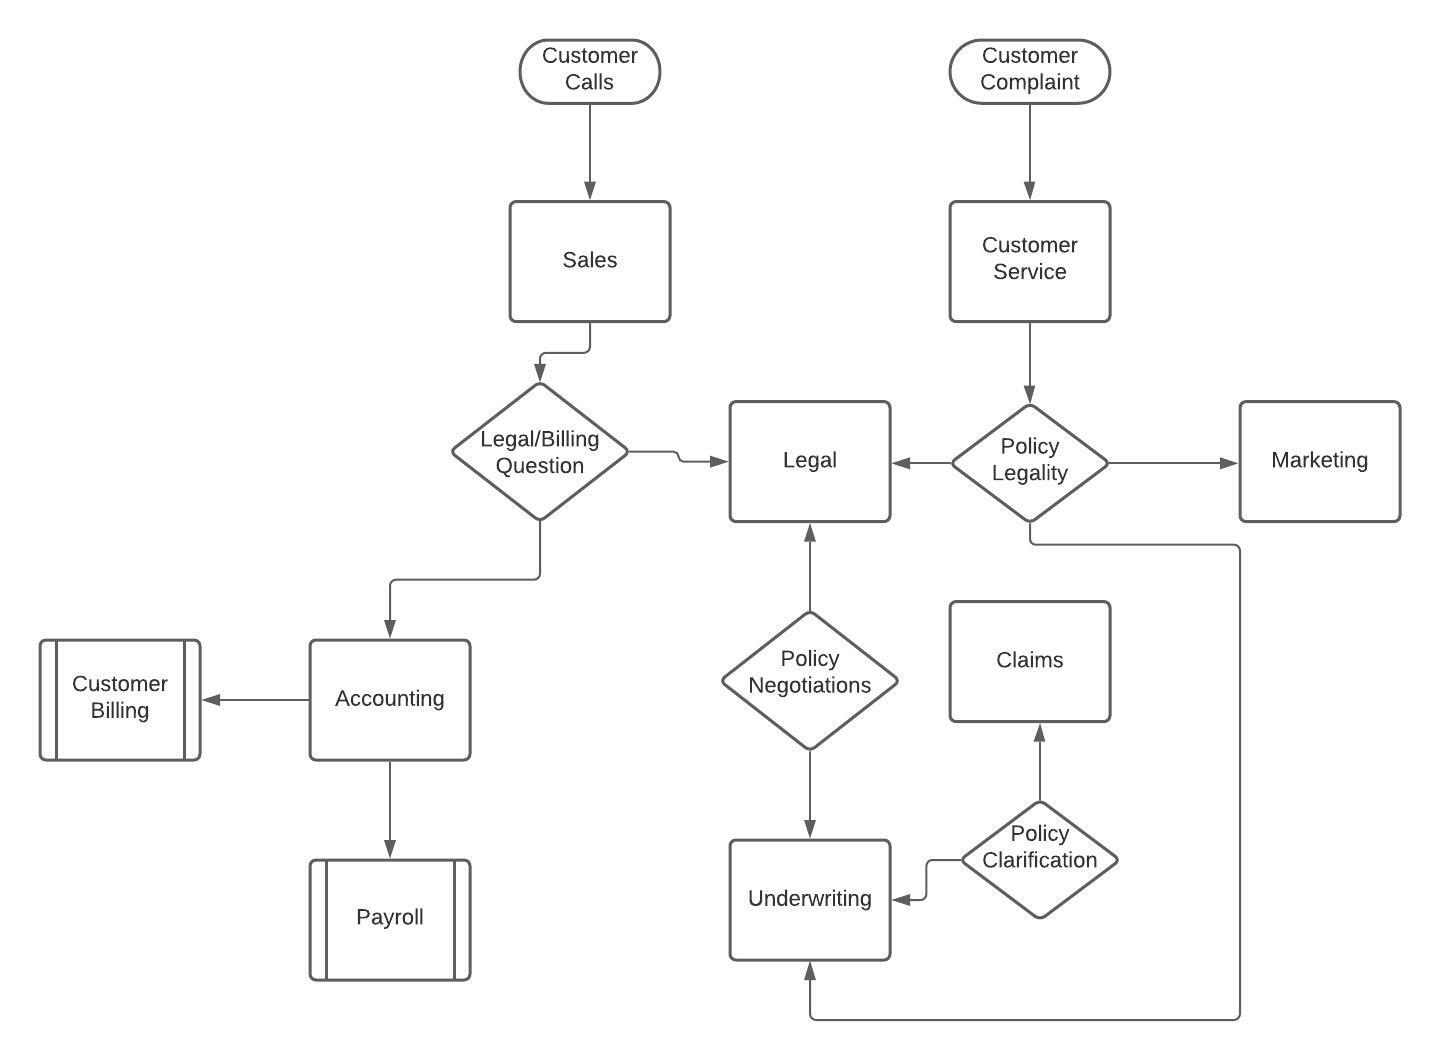 Customer
Calls
Customer
Complaint
Sales
Customer
Service
Legal/Billing
Question
Legal
Policy
Legality
Marketing
Customer
Billing
Accounting
Policy
Negotiations
Claims
Payroll
Underwriting
Policy
Clarification